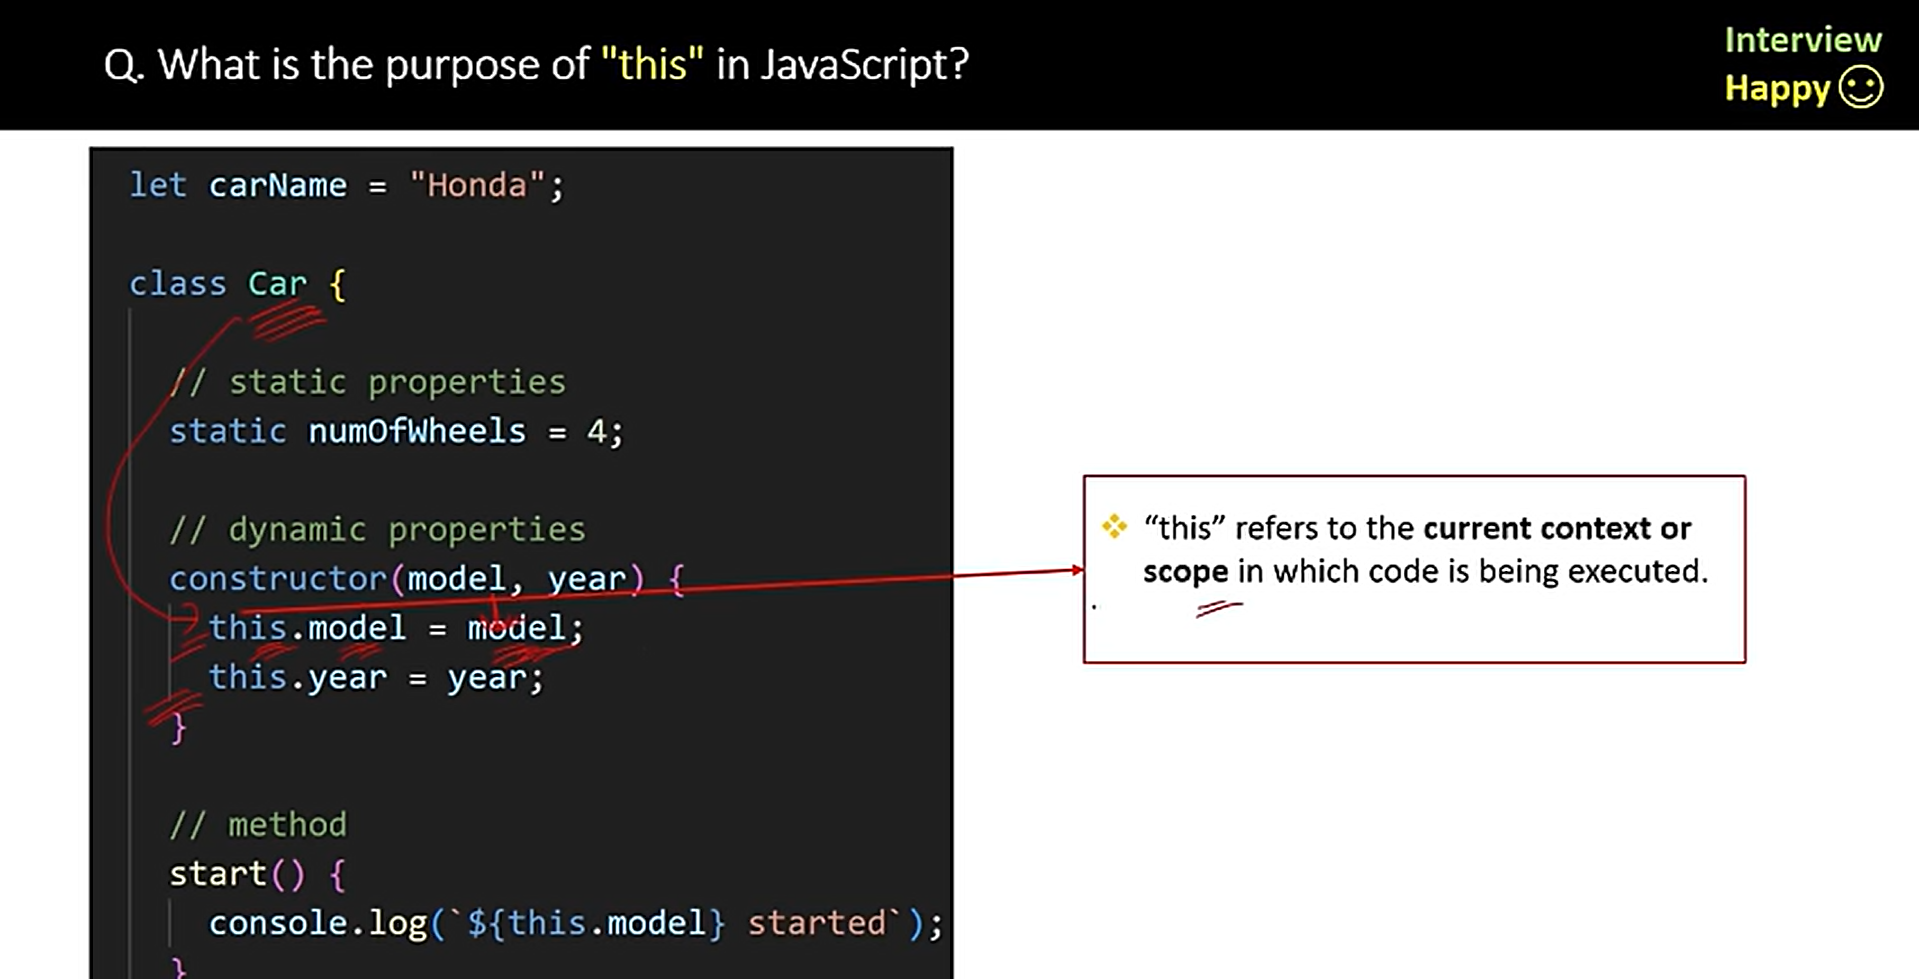 Q. What is the purpose of "this" in JavaScript?
Interview
Happy
let carName = "Honda";
class Car {
// static properties
static numOfWheels = 4;
// dynamic properties
constructor(model, year) {
this.model = model;
this.year = year;
}
// method
start() {
console.log(`${this.model} started`);
}
“this” refers to the current context or
scope in which code is being executed.